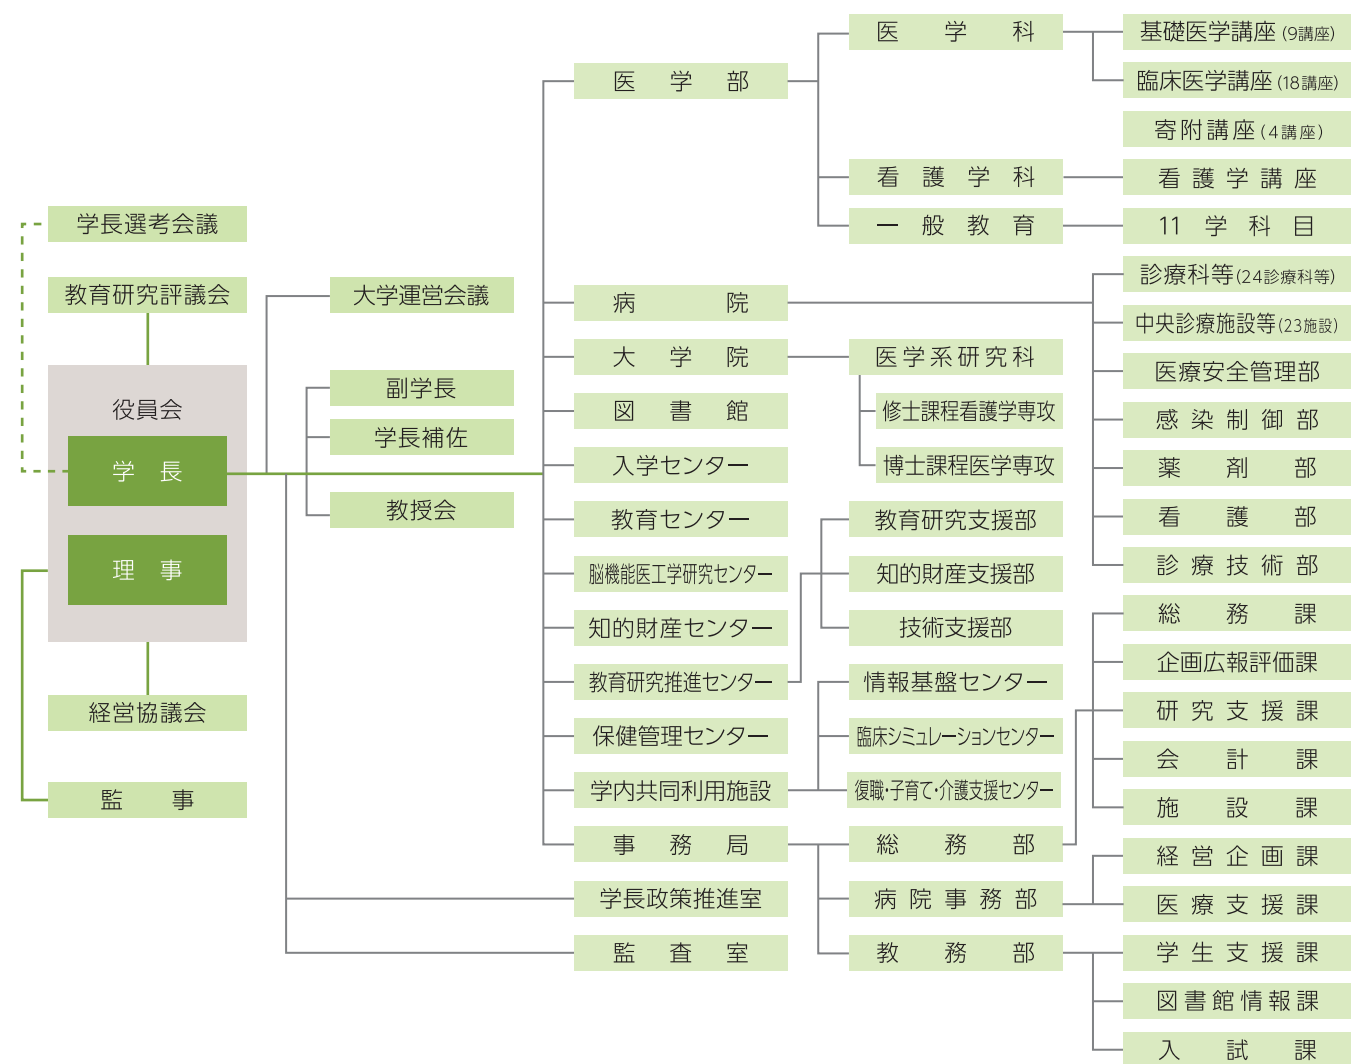 学長選考会議
教育研究評議会
役員会
学長
理事
経営協議会
監事
大学運営会議
副学長
学長補佐
教授会
医学部
病院
大学院
図書館
入学センター
教育センター
脳機能医工学研究センター
知的財産センター
教育研究推進センター
保健管理センター
学内共同利用施設
事務局
学長政策推進室
監査室
医学科
看護学科
一般教育
医学系研究科
修士課程看護学専攻
博士課程医学専攻
教育研究支援部
知的財産支援部
技術支援部
情報基盤センター
臨床シミュレーションセンター
復職・子育て・介護支援センター
総務部
病院事務部
教務部
基礎医学講座(9講座)
臨床医学講座(18講座)
寄附講座(4講座)
看護学講座
11学科目
診療科等(24診療科等)
中央診療施設等(23施設)
医療安全管理部
感染制御部
薬剤部
看護部
診療技術部
総務課
企画広報評価課
研究支援課
会計課
施設課
経営企画課
医療支援課
学生支援課
図書館情報課
入試課